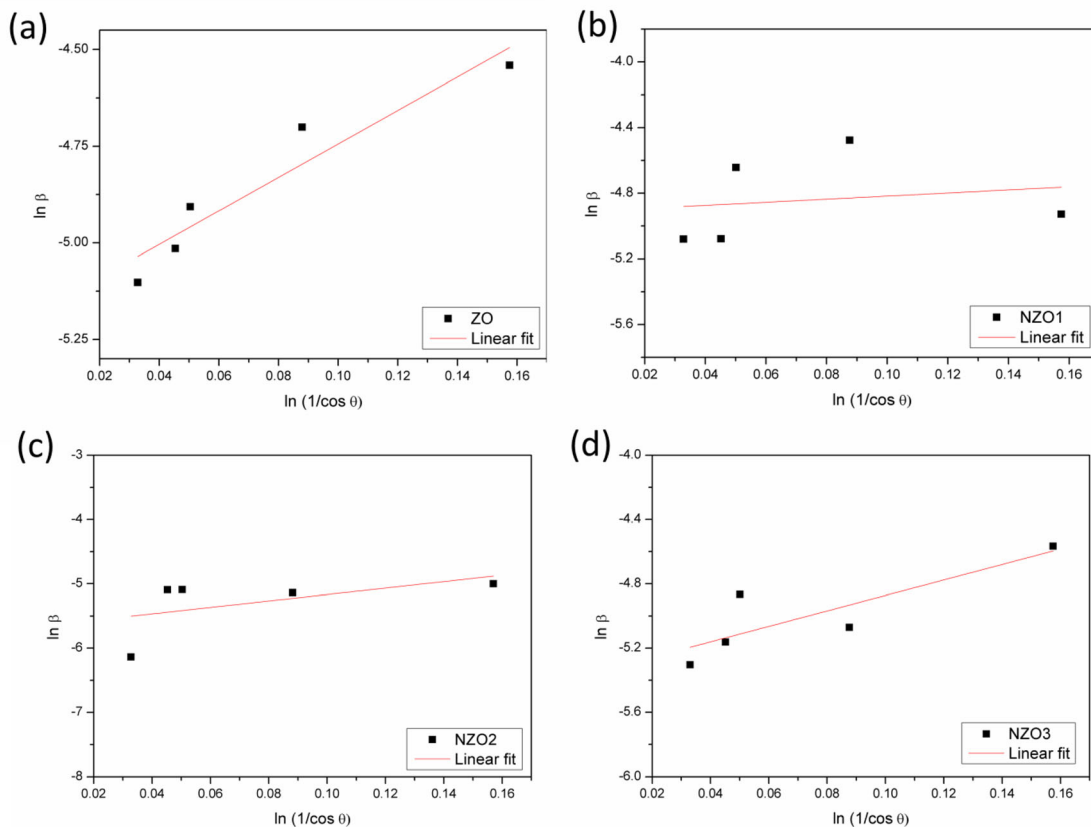 (a)
-4.50
-4.75
-5.00
-5.25
ln β
0.02 0.04 0.06 0.08 0.10 0.12 0.14 0.16
ln (1/cos θ)
ZO
Linear fit
(b)
-4.0
-4.4
-4.8
-5.2
-5.6
ln β
0.02 0.04 0.06 0.08 0.10 0.12 0.14 0.16
ln (1/cos θ)
NZO1
Linear fit
(c)
-3
-4
-5
-6
-7
-8
ln β
0.02 0.04 0.06 0.08 0.10 0.12 0.14 0.16
ln (1/cos θ)
NZO2
Linear fit
(d)
-4.0
-4.4
-4.8
-5.2
-5.6
-6.0
ln β
0.02 0.04 0.06 0.08 0.10 0.12 0.14 0.16
ln (1/cos θ)
NZO3
Linear fit